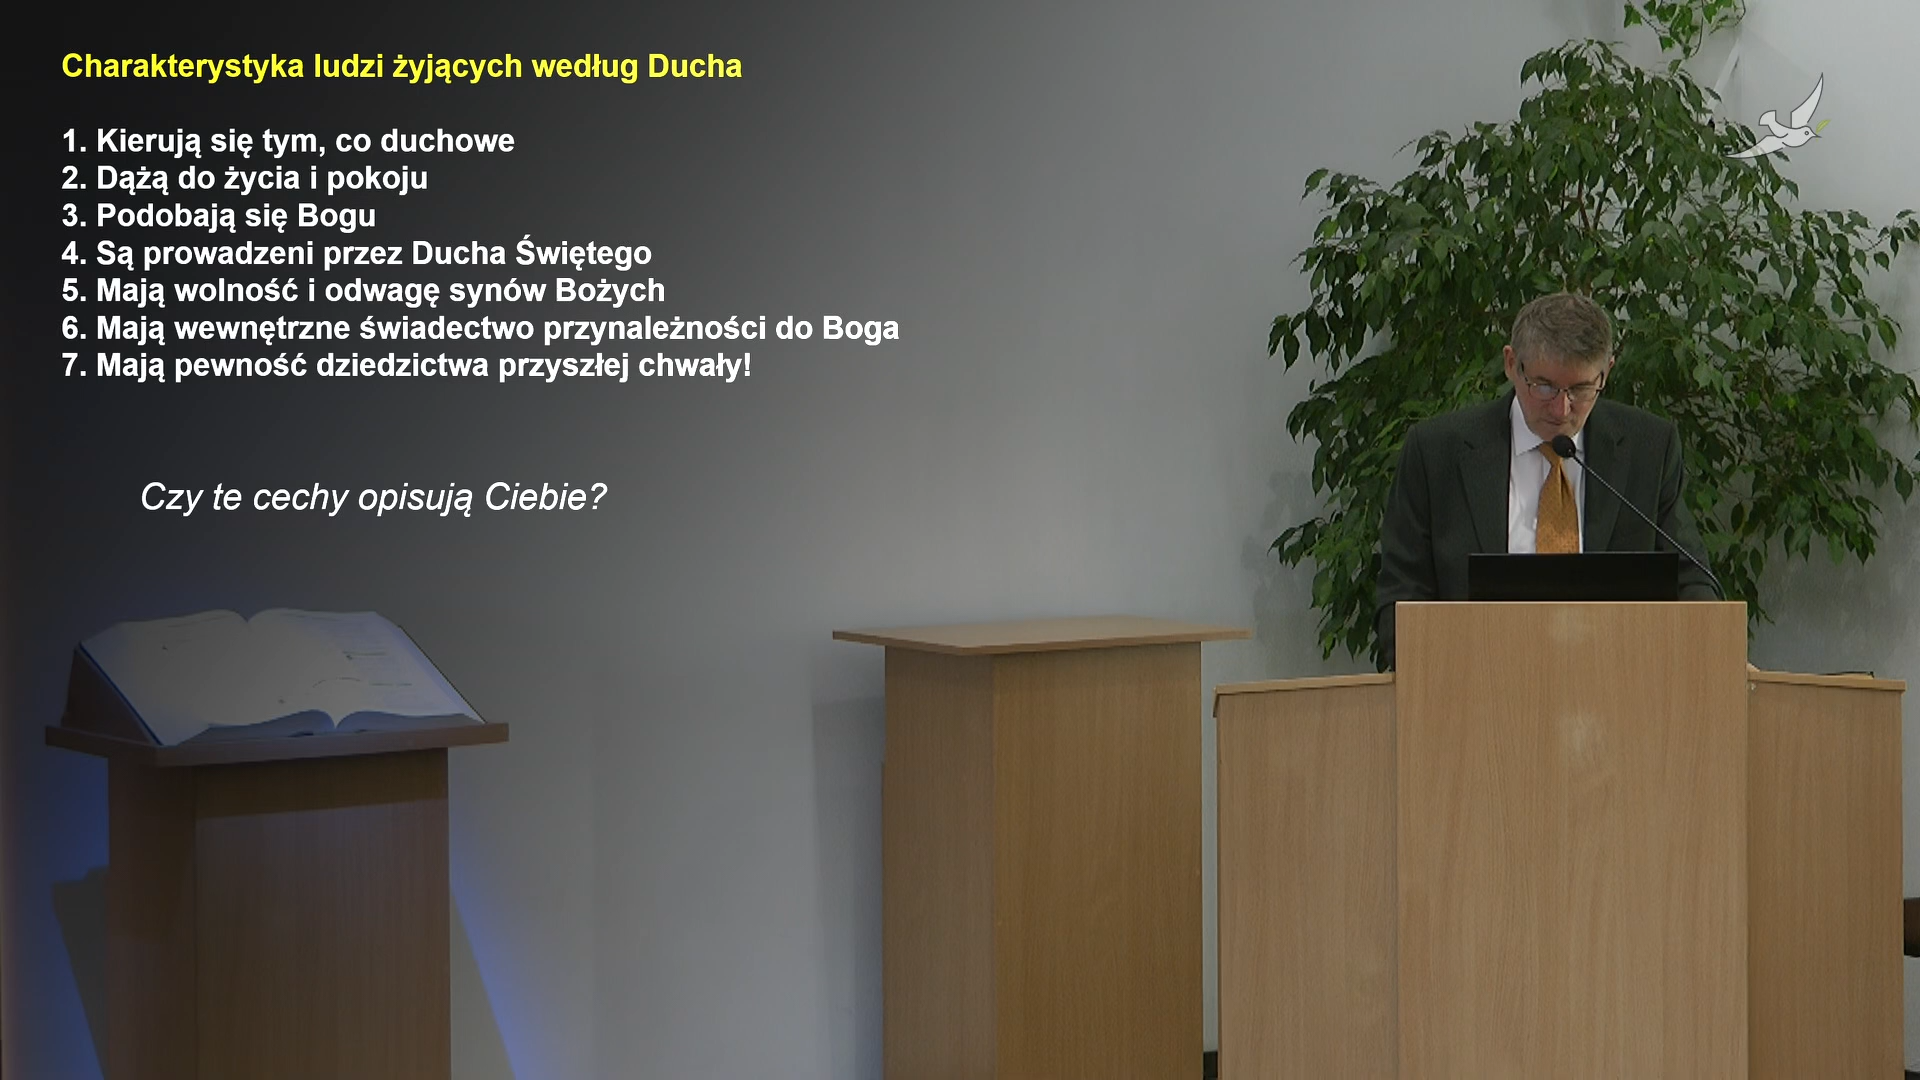 Charakterystyka ludzi żyjących według Ducha
1. Kierują się tym, co duchowe
2. Dążą do życia i pokoju
3. Podobają się Bogu
4. Są prowadzeni przez Ducha Świętego
5. Mają wolność i odwagę synów Bożych
6. Mają wewnętrzne świadectwo przynależności do Boga
7. Mają pewność dziedzictwa przyszłej chwały!
Czy te cechy opisują Ciebie?